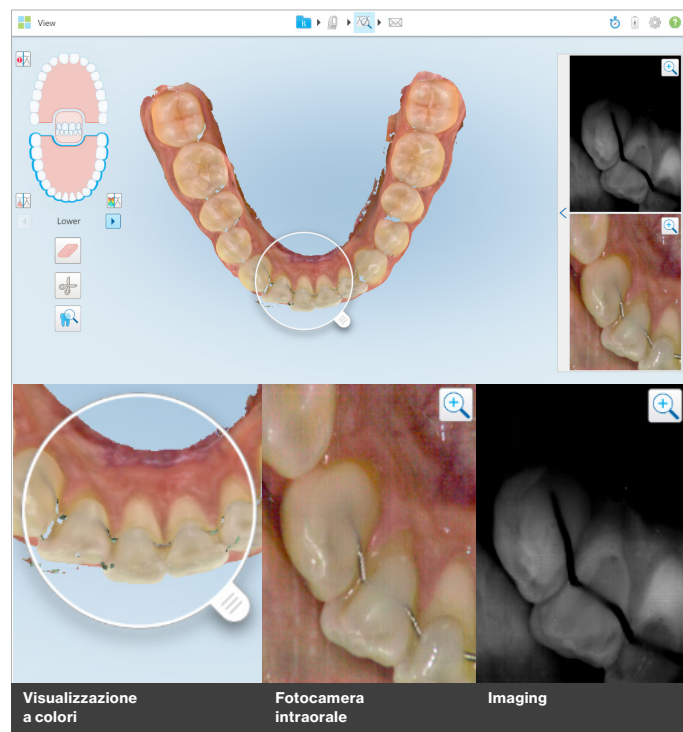 View
Lower
Visualizzazione
a colori
Fotocamera
intraorale
Imaging